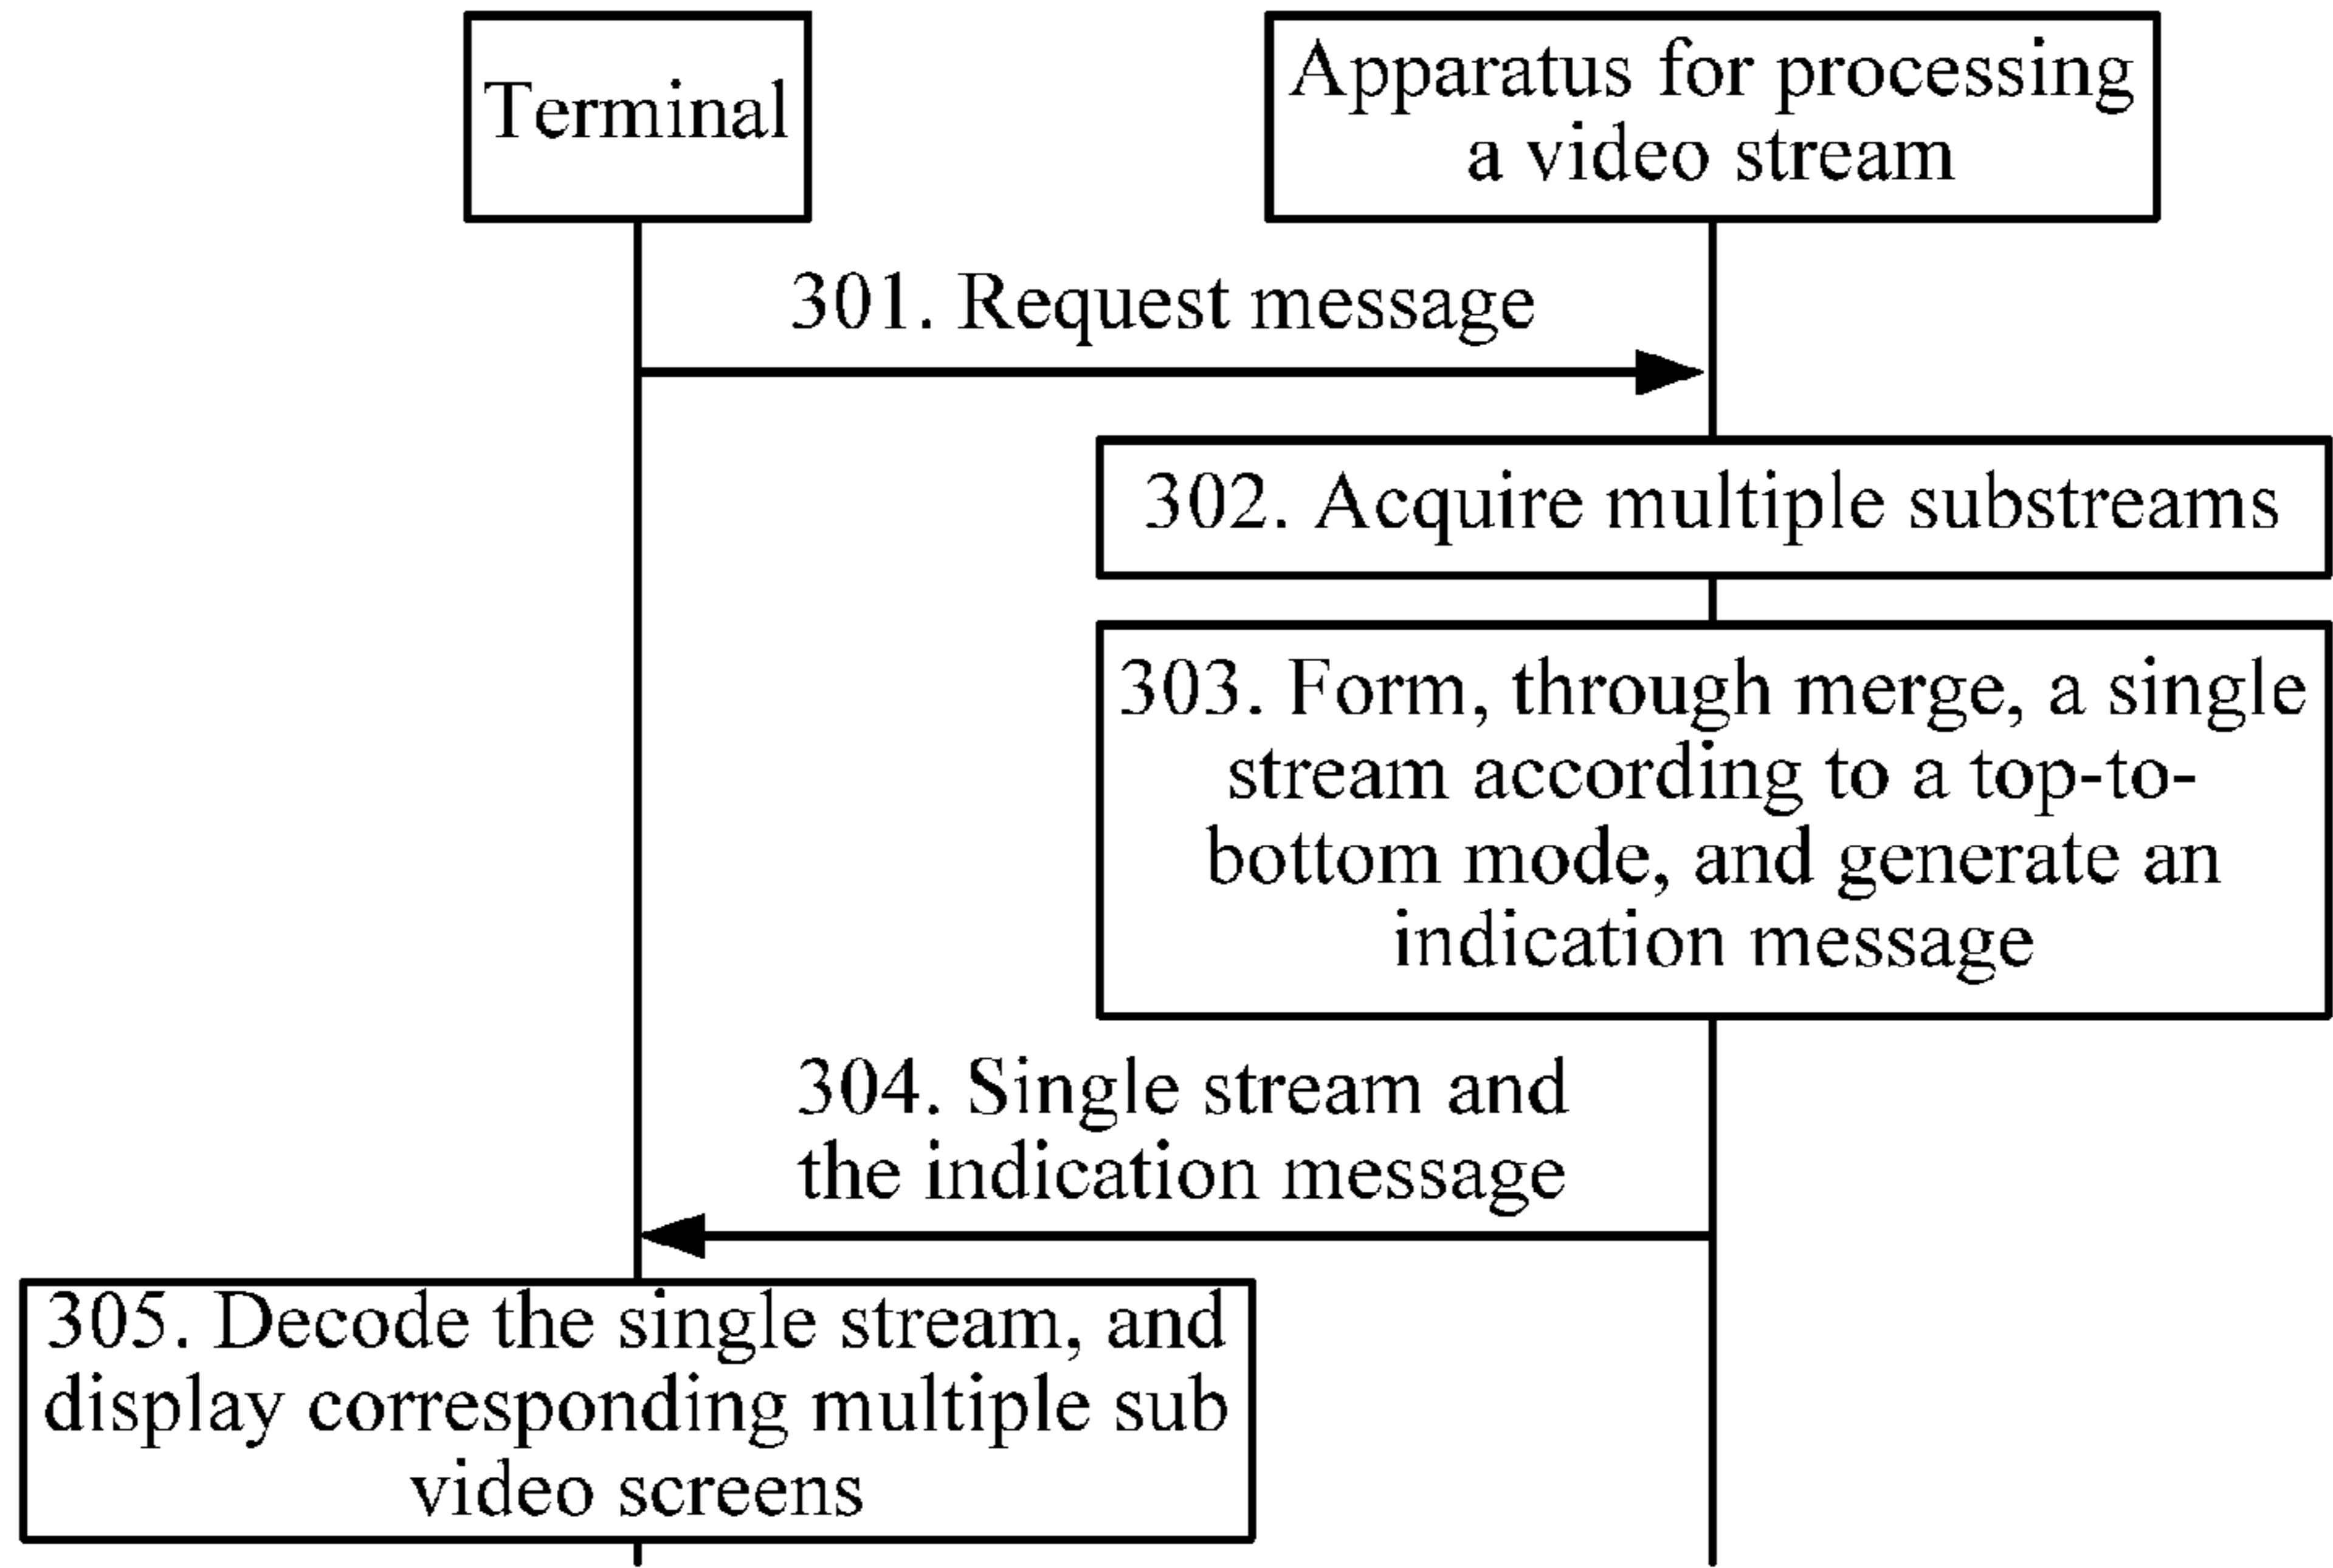 Terminal
Apparatus for processing
a video stream
301. Request message
302. Acquire multiple substreams
303. Form, through merge, a single
stream according to a top-to-
bottom mode, and generate an
indication message
304. Single stream and
the indication message
305. Decode the single stream, and
display corresponding multiple sub
video screens